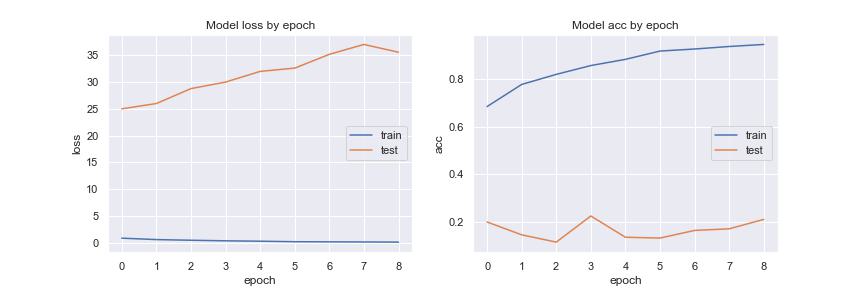 Model loss by epoch
35
30
25
20
15
10
5
0
loss
train
test
0 1 2 3 4 5 6 7 8
epoch
Model acc by epoch
0.8
0.6
0.4
0.2
acc
train
test
0 1 2 3 4 5 6 7 8
epoch